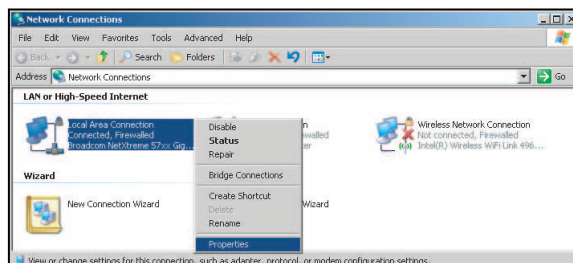 Network Connections
File Edit View Favorites Tools Advanced Help
Back Search Folders
Address Network Connections Go
LAN or High-Speed Internet
Local Area Connection
Connected, Firewalled
Broadcom NetXtreme 57xx Gig...
Disable
Status
Repair
Bridge Connections
Create Shortcut
Delete
Rename
Properties
Wireless Network Connection
Not connected, Firewalled
Intel(R) Wireless WiFi Link 496...
Wizard
New Connection Wizard
Wizard
View or change settings for this connection, such as adapter, protocol, or modem configuration settings.